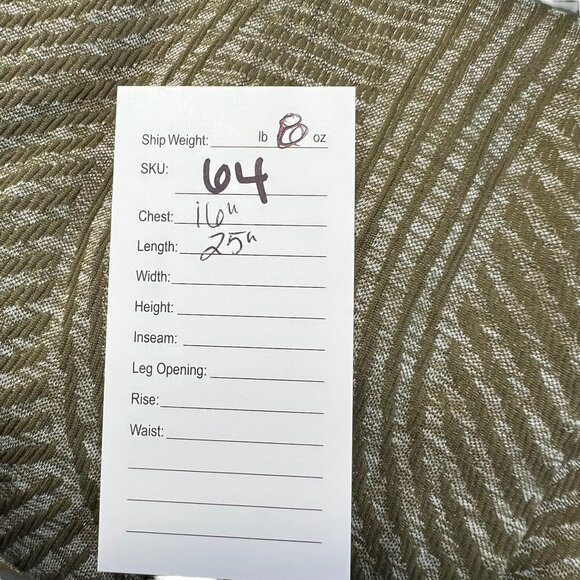 Ship Weight: lb 8 oz
SKU: 64
Chest: 16"
Length: 25"
Width:
Height:
Inseam:
Leg Opening:
Rise:
Waist: